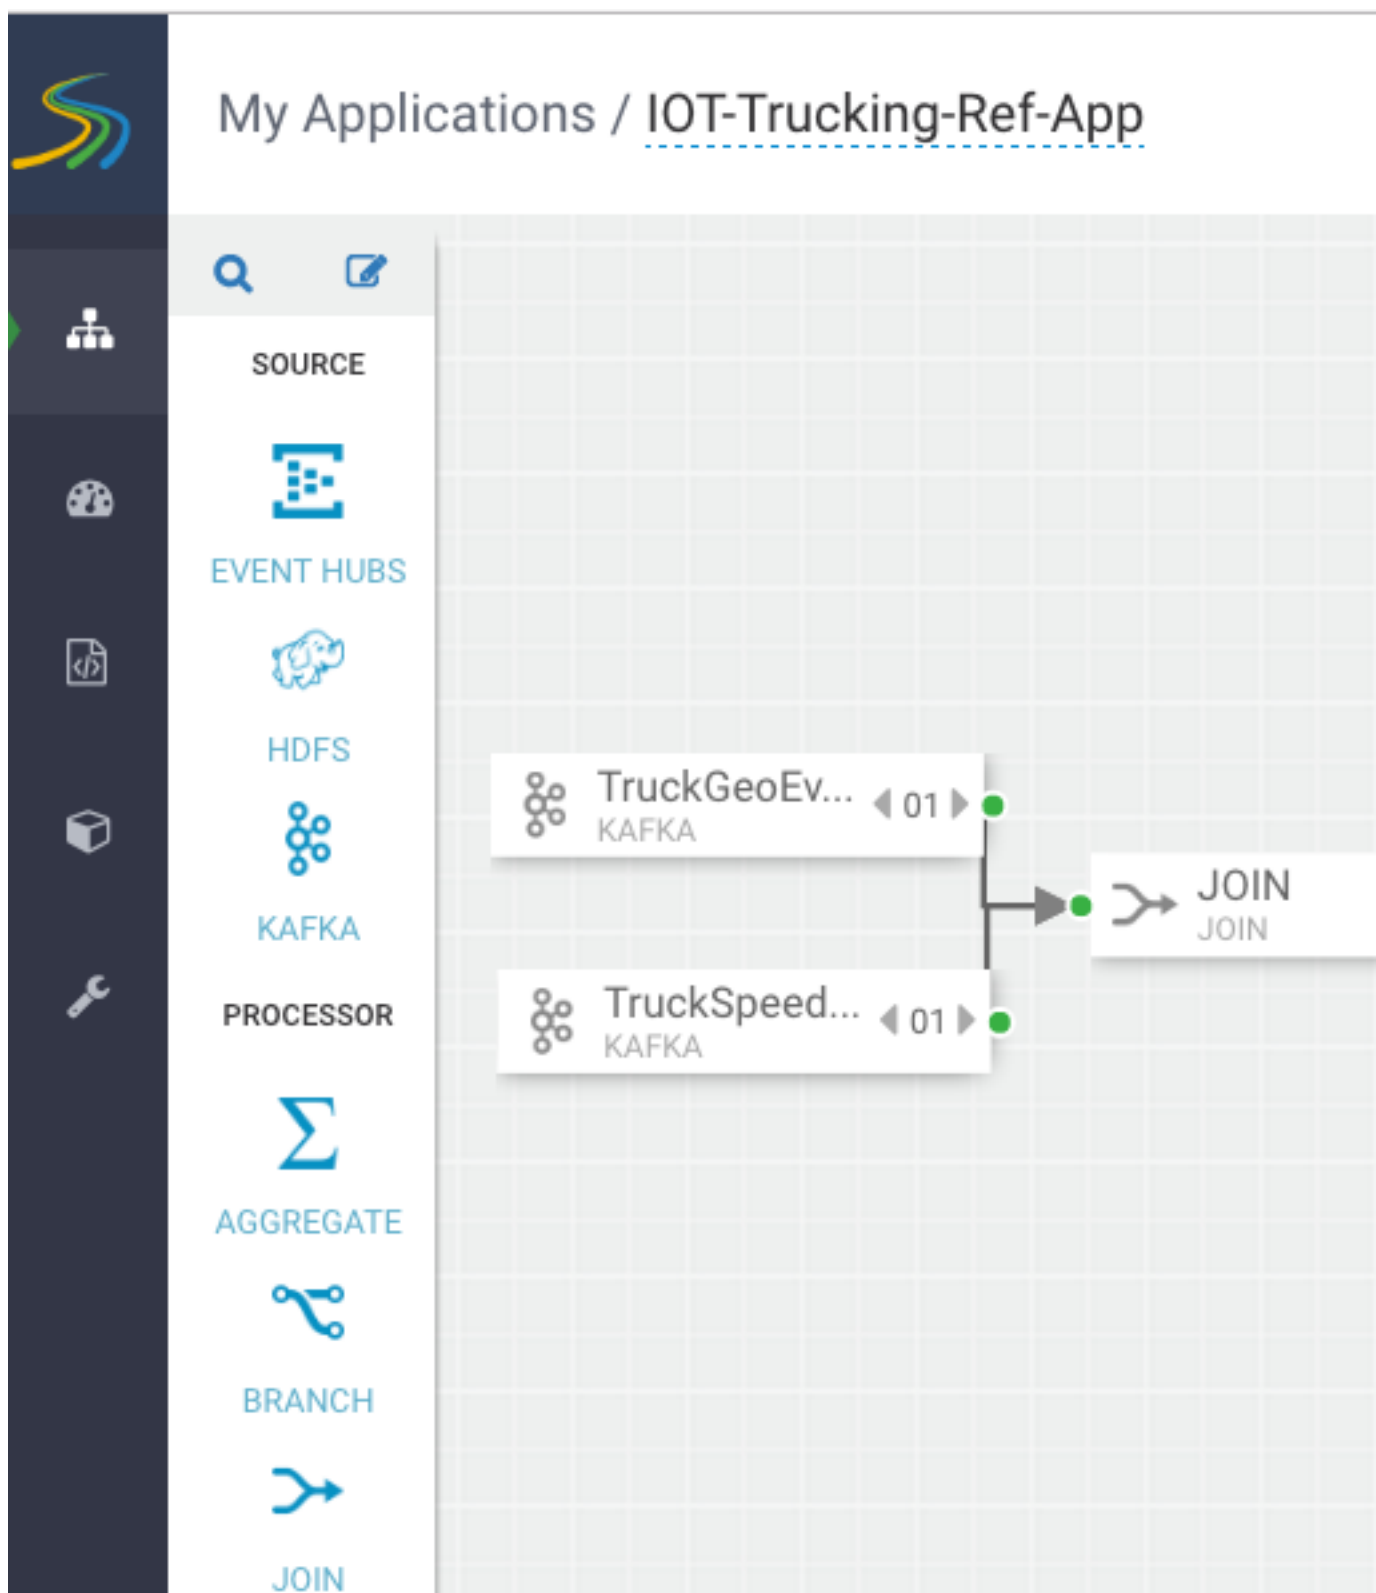 My Applications / IOT-Trucking-Ref-App
SOURCE
EVENT HUBS
HDFS
KAFKA
PROCESSOR
AGGREGATE
BRANCH
JOIN
TruckGeoEv... 01
KAFKA
TruckSpeed... 01
KAFKA
JOIN
JOIN